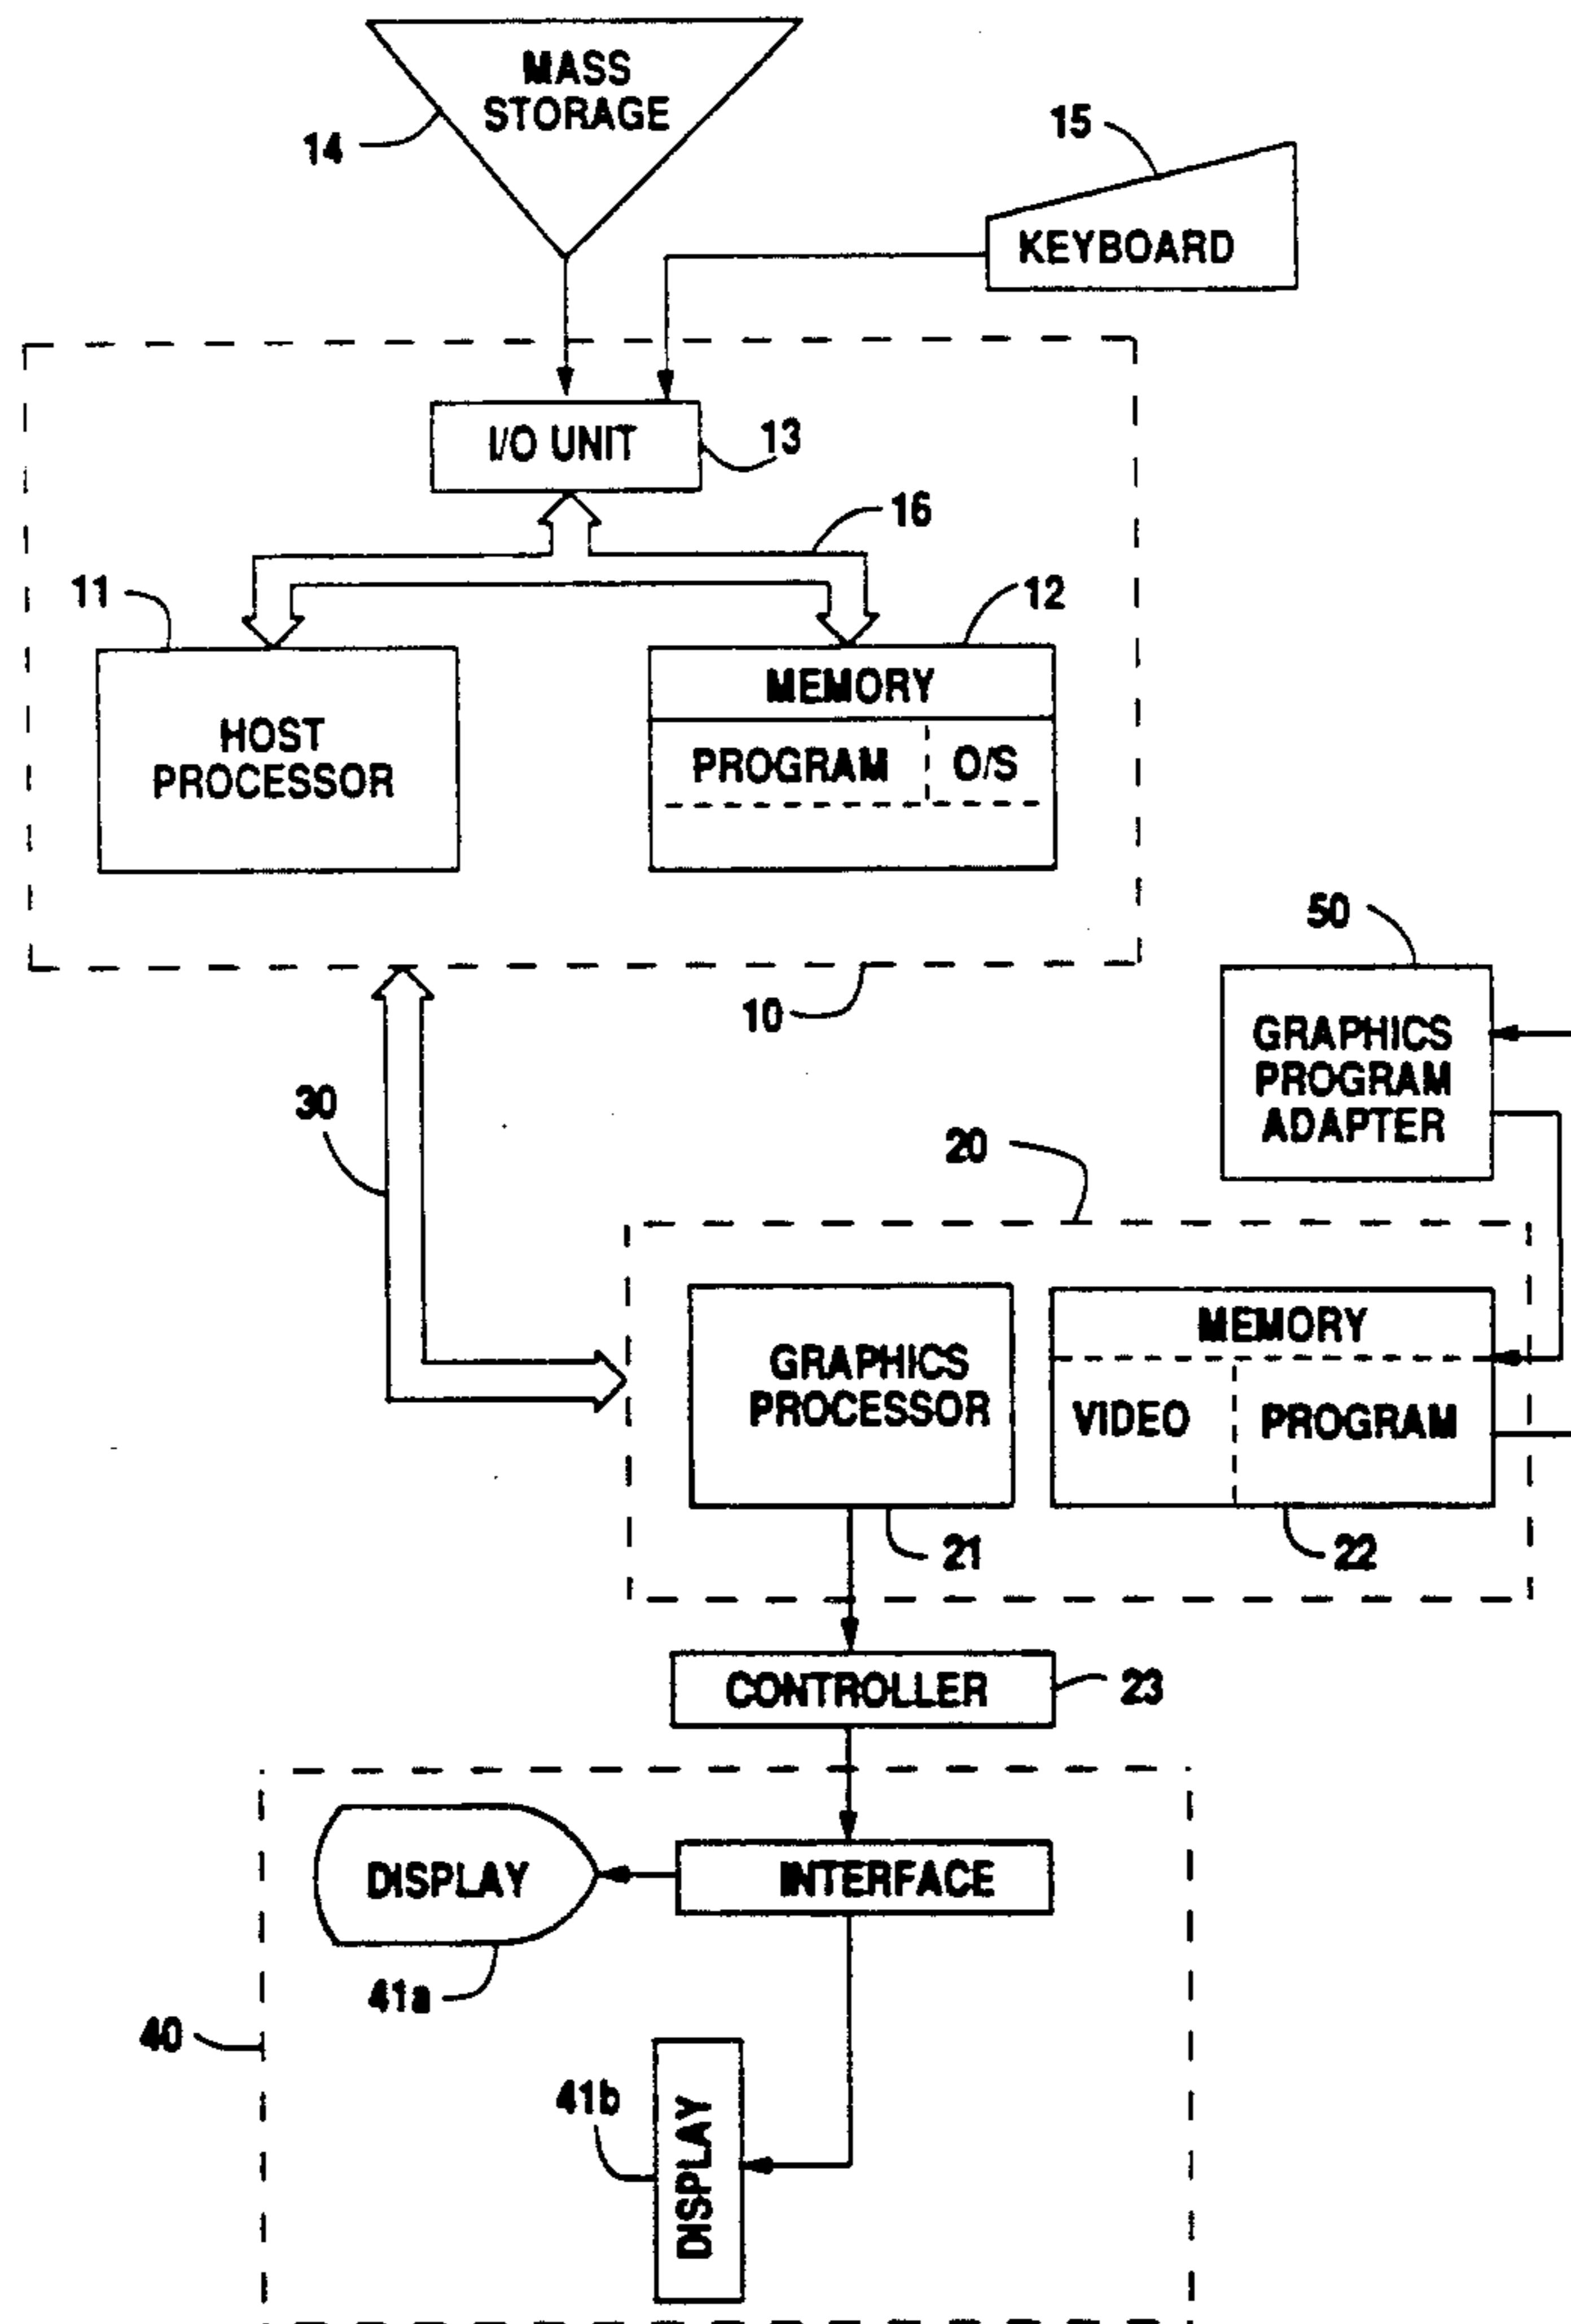 MASS
STORAGE
14
15
KEYBOARD
I/O UNIT
13
16
11
12
HOST
PROCESSOR
MEMORY
PROGRAM
O/S
50
10
GRAPHICS
PROGRAM
ADAPTER
30
20
GRAPHICS
PROCESSOR
MEMORY
VIDEO
PROGRAM
21
22
CONTROLLER
23
DISPLAY
INTERFACE
41a
40
41b
DISPLAY